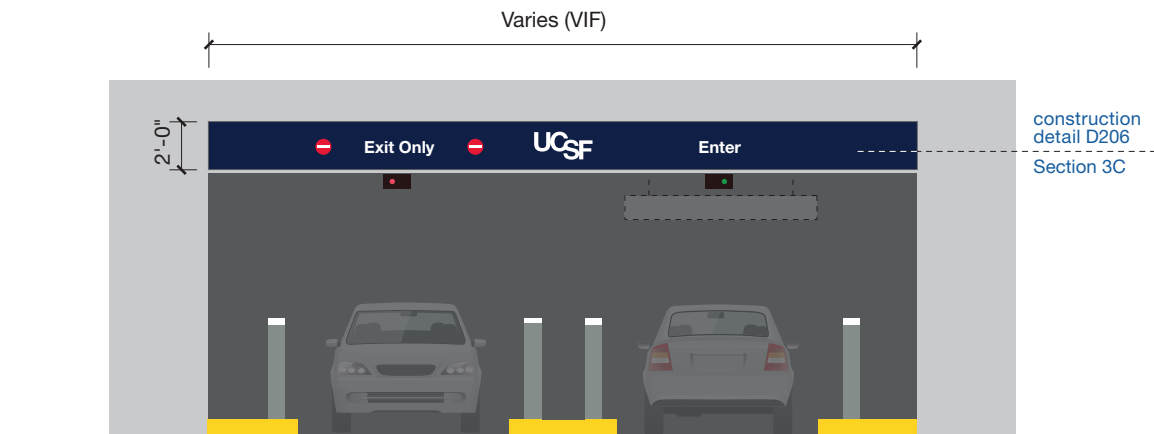 Varies (VIF)
2'-0"
Exit Only
UCSF
Enter
construction
detail D206
Section 3C